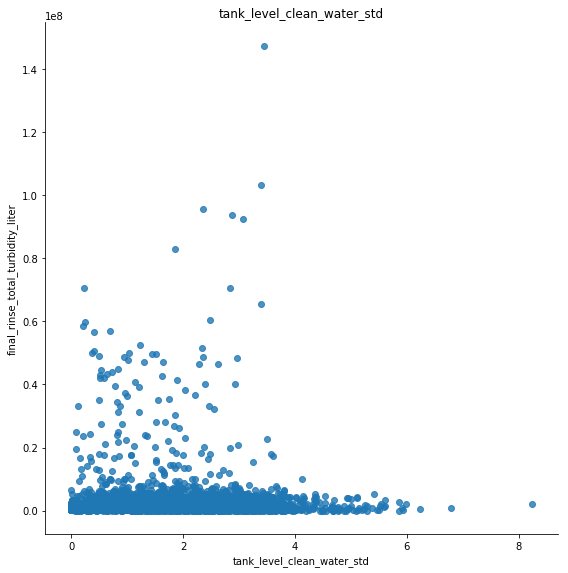 tank_level_clean_water_std
1e8
1.4
1.2
1.0
0.8
0.6
0.4
0.2
0.0
final_rinse_total_turbidity_liter
0 2 4 6 8
tank_level_clean_water_std